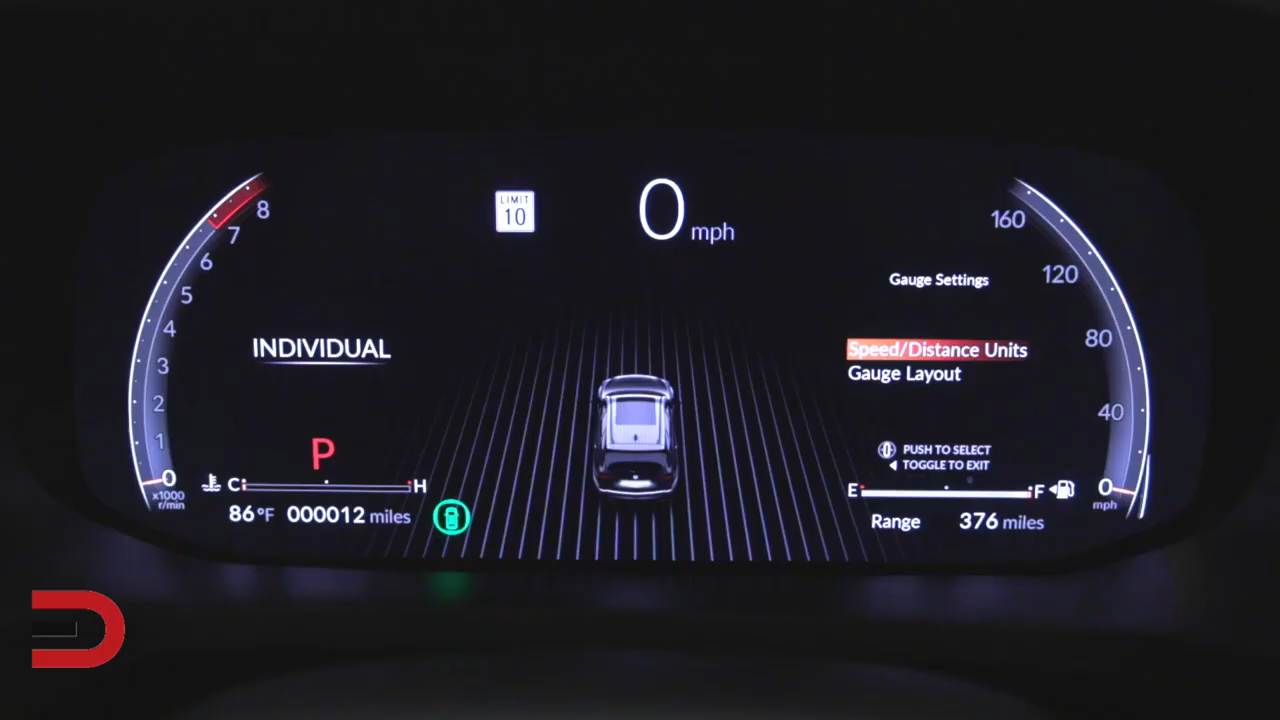 LIMIT
10
0 mph
8
7
6
5
4
3
2
1
0
x1000
r/min
INDIVIDUAL
P
C H
86°F 000012 miles
160
120
80
40
0
mph
Gauge Settings
Speed/Distance Units
Gauge Layout
PUSH TO SELECT
TOGGLE TO EXIT
E F
Range 376 miles